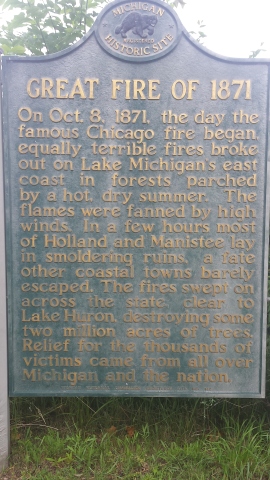 MICHIGAN
HISTORIC SITE
GREAT FIRE OF 1871
On Oct. 8, 1871, the day the
famous Chicago fire began,
equally terrible fires broke
out on Lake Michigan's east
coast in forests parched
by a hot, dry summer. The
flames were fanned by high
winds. In a few hours most
of Holland and Manistee lay
in smoldering ruins, a fate
other coastal towns barely
escaped. The fires swept on
across the state clear to
Lake Huron, destroying some
two million acres of trees.
Relief for the thousands of
victims came from all over
Michigan and the nation.